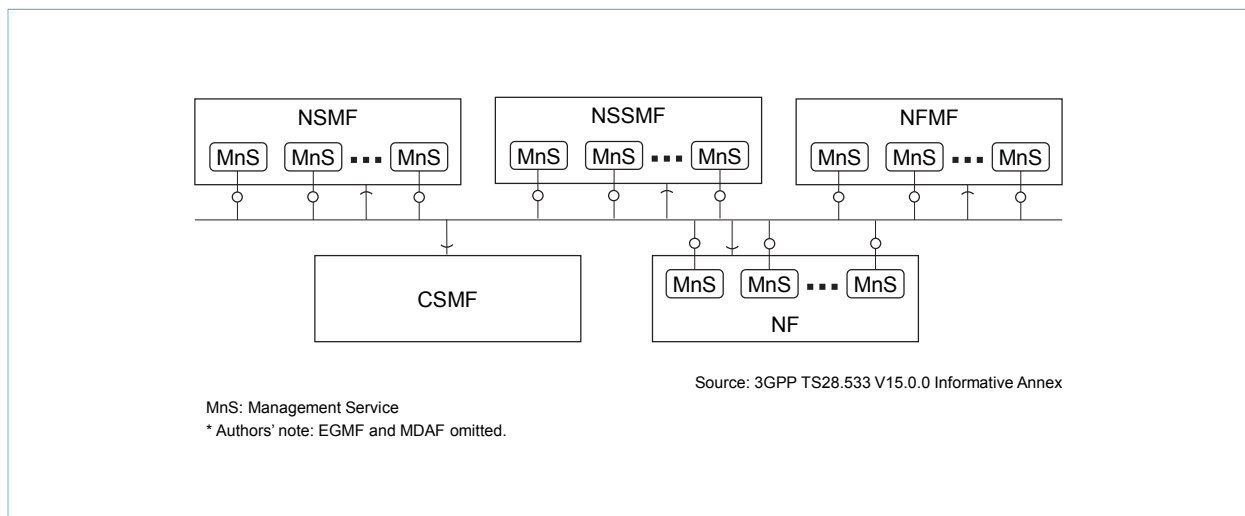 NSMF
MnS MnS ▪▪▪ MnS
NSSMF
MnS MnS ▪▪▪ MnS
NFMF
MnS MnS ▪▪▪ MnS
CSMF
MnS MnS ▪▪▪ MnS
NF
Source: 3GPP TS28.533 V15.0.0 Informative Annex
MnS: Management Service
* Authors' note: EGMF and MDAF omitted.